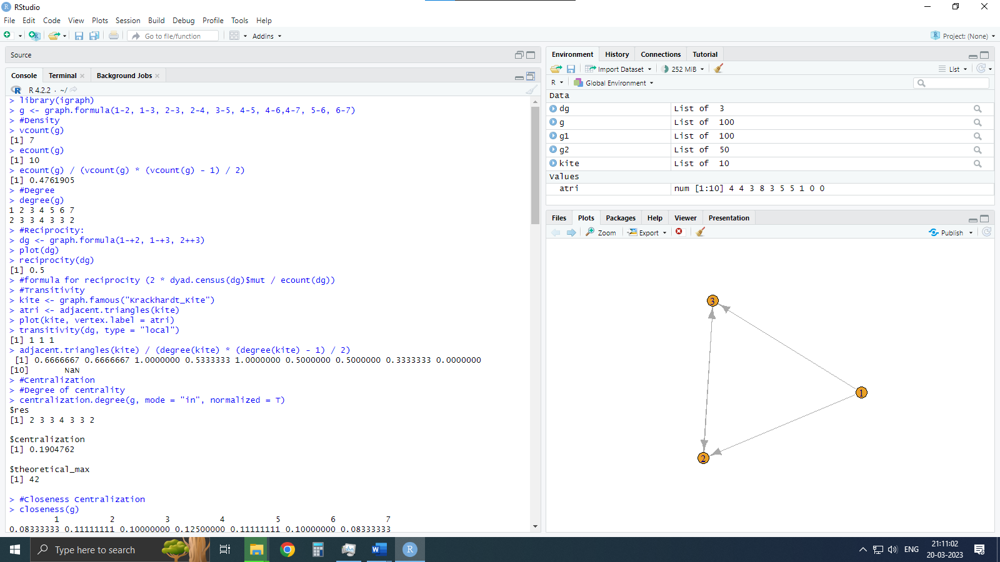 RStudio
File Edit Code View Plots Session Build Debug Profile Tools Help
Go to file/function Addins Project: (None)
Source
Console Terminal Background Jobs
R 4.2.2 · ~/
> library(igraph)
> g <- graph.formula(1-2, 1-3, 2-3, 2-4, 3-5, 4-5, 4-6,4-7, 5-6, 6-7)
> #Density
> vcount(g)
[1] 7
> ecount(g)
[1] 10
> ecount(g) / (vcount(g) * (vcount(g) - 1) / 2)
[1] 0.4761905
> #Degree
> degree(g)
1 2 3 4 5 6 7
2 3 3 4 3 3 2
> #Reciprocity:
> dg <- graph.formula(1-+2, 1-+3, 2++3)
> plot(dg)
> reciprocity(dg)
[1] 0.5
> #formula for reciprocity (2 * dyad.census(dg)$mut / ecount(dg))
> #Transitivity
> kite <- graph.famous("Krackhardt_Kite")
> atri <- adjacent.triangles(kite)
> plot(kite, vertex.label = atri)
> transitivity(dg, type = "local")
[1] 1 1 1
> adjacent.triangles(kite) / (degree(kite) * (degree(kite) - 1) / 2)
[1] 0.6666667 0.6666667 1.0000000 0.5333333 1.0000000 0.5000000 0.5000000 0.3333333 0.0000000
[10] NaN
> #Centralization
> #Degree of centrality
> centralization.degree(g, mode = "in", normalized = T)
$res
[1] 2 3 3 4 3 3 2
$centralization
[1] 0.1904762
$theoretical_max
[1] 42
> #Closeness Centralization
> closeness(g)
1 2 3 4 5 6 7
0.08333333 0.11111111 0.10000000 0.12500000 0.11111111 0.10000000 0.08333333
Environment History Connections Tutorial
Import Dataset 252 MiB List
R Global Environment
Data
dg List of 3
g List of 100
g1 List of 100
g2 List of 50
kite List of 10
Values
atri num [1:10] 4 4 3 8 3 5 5 1 0 0
Files Plots Packages Help Viewer Presentation
Zoom Export Publish
3
1
2
Type here to search
ENG
21:11:02
20-03-2023